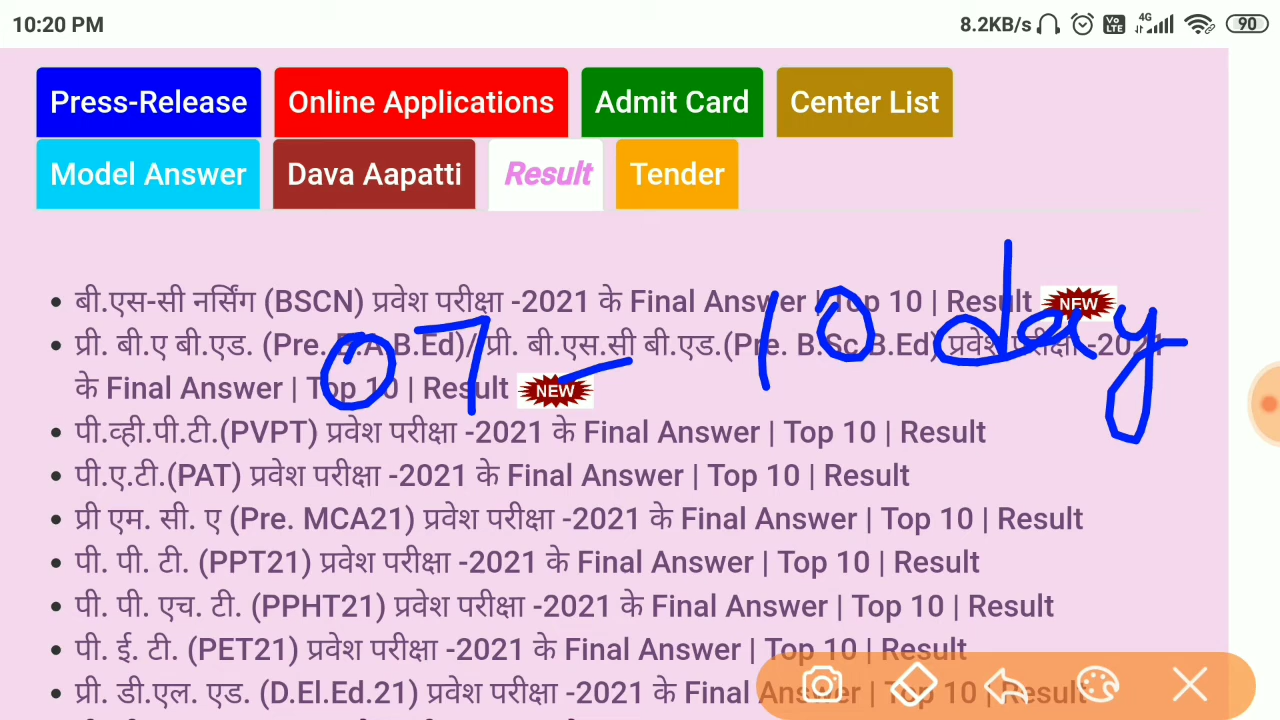 10:20 PM 8.2KB/s 4G Vo LTE 90
Press-Release Online Applications Admit Card Center List
Model Answer Dava Aapatti Result Tender
बी.एस-सी नर्सिंग (BSCN) प्रवेश परीक्षा -2021 के Final Answer | Top 10 | Result NEW
प्री. बी.ए बी.एड. (Pre. B.A.B.Ed)/ प्री. बी.एस.सी बी.एड.(Pre. B.Sc.B.Ed) प्रवेश परीक्षा -2021
के Final Answer | Top 10 | Result NEW
07 - 10 day
पी.व्ही.पी.टी.(PVPT) प्रवेश परीक्षा -2021 के Final Answer | Top 10 | Result
पी.ए.टी.(PAT) प्रवेश परीक्षा -2021 के Final Answer | Top 10 | Result
प्री एम. सी. ए (Pre. MCA21) प्रवेश परीक्षा -2021 के Final Answer | Top 10 | Result
पी. पी. टी. (PPT21) प्रवेश परीक्षा -2021 के Final Answer | Top 10 | Result
पी. पी. एच. टी. (PPHT21) प्रवेश परीक्षा -2021 के Final Answer | Top 10 | Result
पी. ई. टी. (PET21) प्रवेश परीक्षा -2021 के Final Answer | Top 10 | Result
प्री. डी.एल. एड. (D.El.Ed.21) प्रवेश परीक्षा -2021 के Final Answer | Top 10 | Result